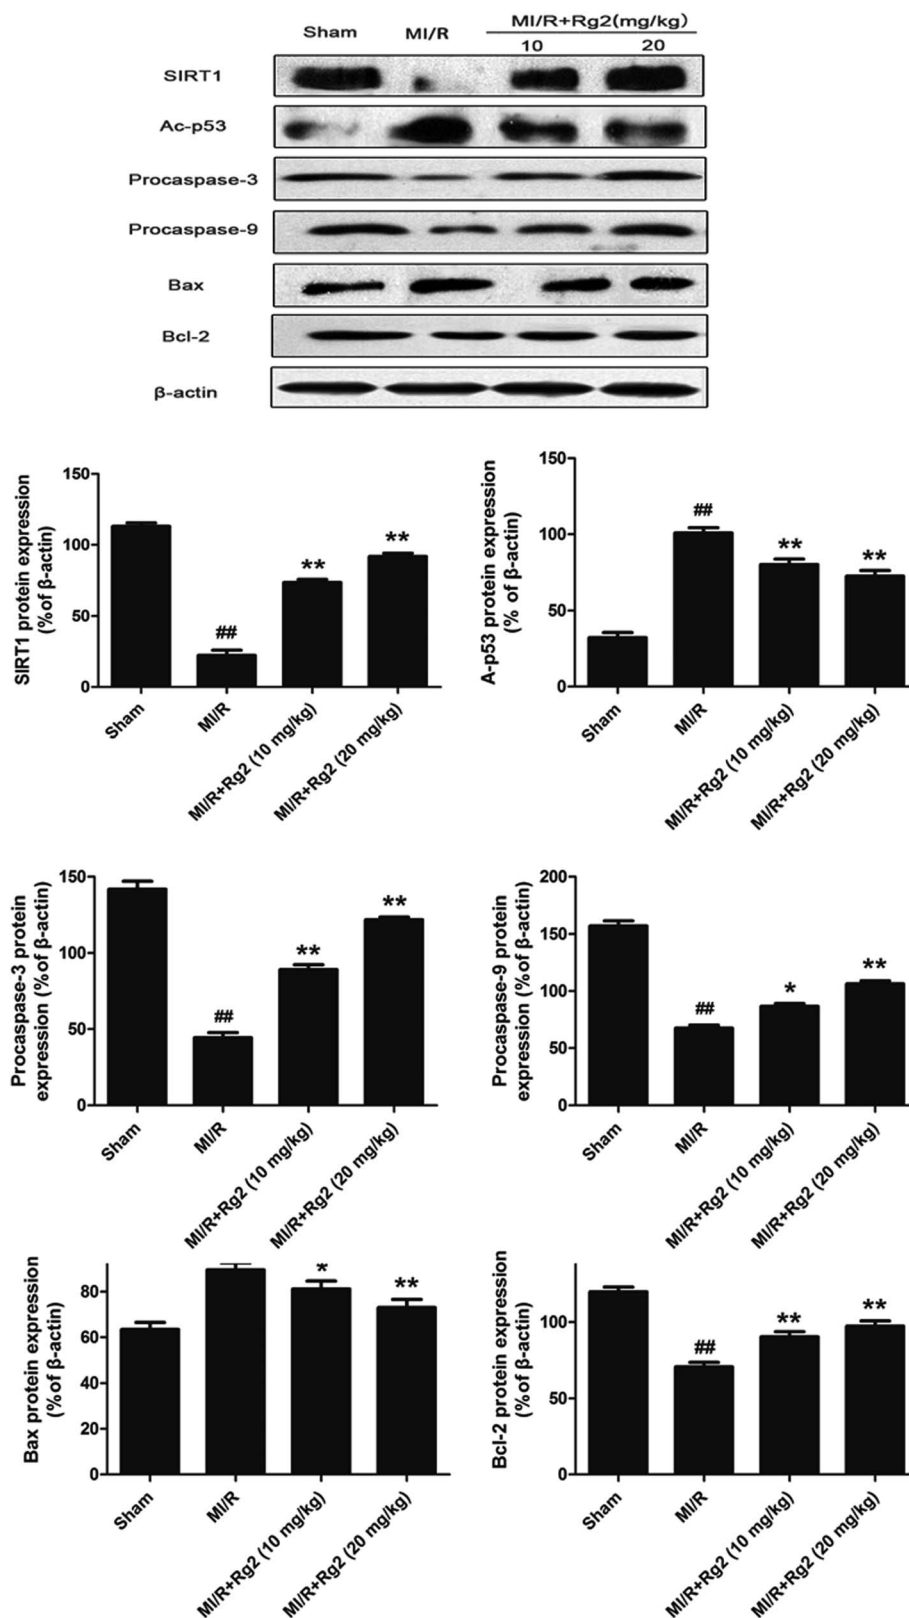 Sham MI/R MI/R+Rg2(mg/kg)
10 20
SIRT1
Ac-p53
Procaspase-3
Procaspase-9
Bax
Bcl-2
β-actin
SIRT1 protein expression
(%of β-actin)
150
100
50
0
##
**
**
Sham
MI/R
MI/R+Rg2 (10 mg/kg)
MI/R+Rg2 (20 mg/kg)
A-p53 protein expression
(% of β-actin)
150
100
50
0
##
**
**
Sham
MI/R
MI/R+Rg2 (10 mg/kg)
MI/R+Rg2 (20 mg/kg)
Procaspase-3 protein
expression (%of β-actin)
150
100
50
0
##
**
**
Sham
MI/R
MI/R+Rg2 (10 mg/kg)
MI/R+Rg2 (20 mg/kg)
Procaspase-9 protein
expression (%of β-actin)
200
150
100
50
0
##
*
**
Sham
MI/R
MI/R+Rg2 (10 mg/kg)
MI/R+Rg2 (20 mg/kg)
Bax protein expression
(%of β-actin)
80
60
40
20
0
*
**
Sham
MI/R
MI/R+Rg2 (10 mg/kg)
MI/R+Rg2 (20 mg/kg)
Bcl-2 protein expression
(%of β-actin)
100
50
0
##
**
**
Sham
MI/R
MI/R+Rg2 (10 mg/kg)
MI/R+Rg2 (20 mg/kg)